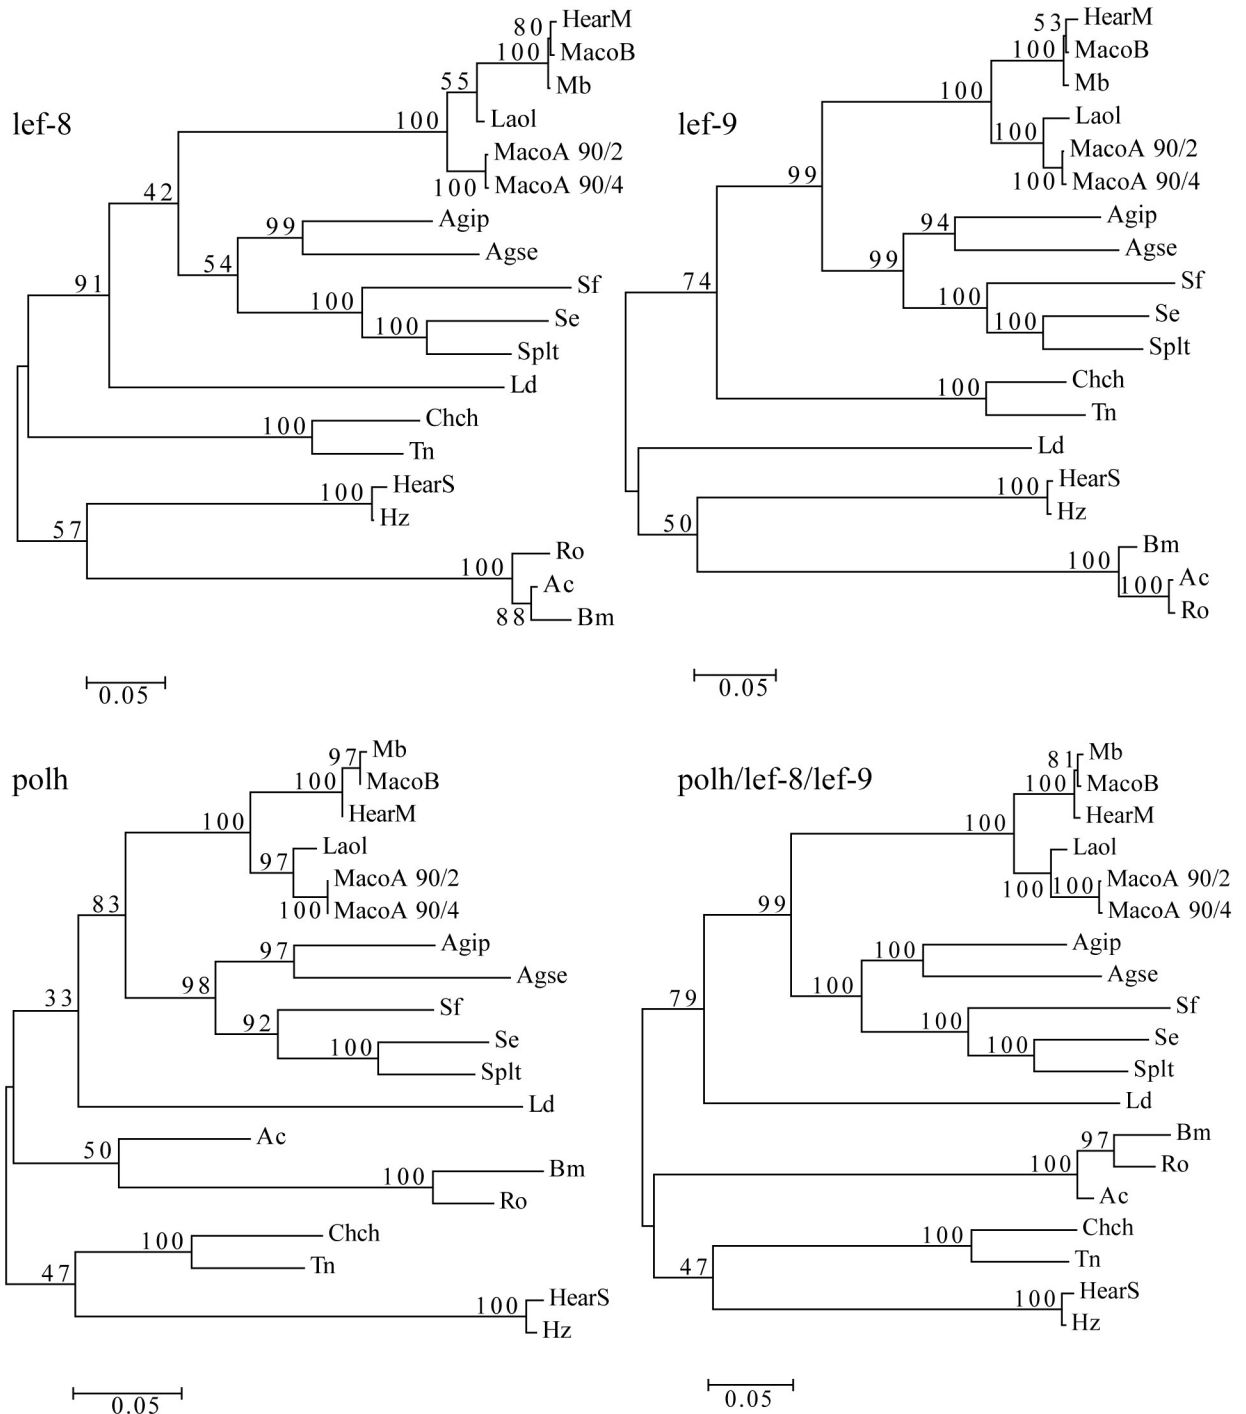 lef-8
80
HearM
100
MacoB
Mb
55
Laol
100
MacoA 90/2
100
MacoA 90/4
42
99
Agip
Agse
54
Sf
100
Se
100
Splt
91
Ld
Chch
100
Tn
HearS
100
Hz
57
Ro
100
Ac
88
Bm
0.05
lef-9
53
HearM
100
MacoB
Mb
100
Laol
100
MacoA 90/2
100
MacoA 90/4
99
94
Agip
Agse
99
Sf
100
Se
100
Splt
74
Chch
100
Tn
Ld
HearS
100
Hz
50
Bm
100
Ac
100
Ro
0.05
polh
97
Mb
100
MacoB
HearM
100
Laol
97
MacoA 90/2
100
MacoA 90/4
83
97
Agip
Agse
98
Sf
92
Se
100
Splt
33
Ld
Ac
50
Bm
100
Ro
Chch
100
Tn
47
HearS
100
Hz
0.05
polh/lef-8/lef-9
81
Mb
100
MacoB
HearM
100
Laol
100
100
MacoA 90/2
MacoA 90/4
99
100
Agip
Agse
100
Sf
100
Se
100
Splt
79
Ld
97
Bm
100
Ro
Ac
Chch
100
Tn
47
HearS
100
Hz
0.05